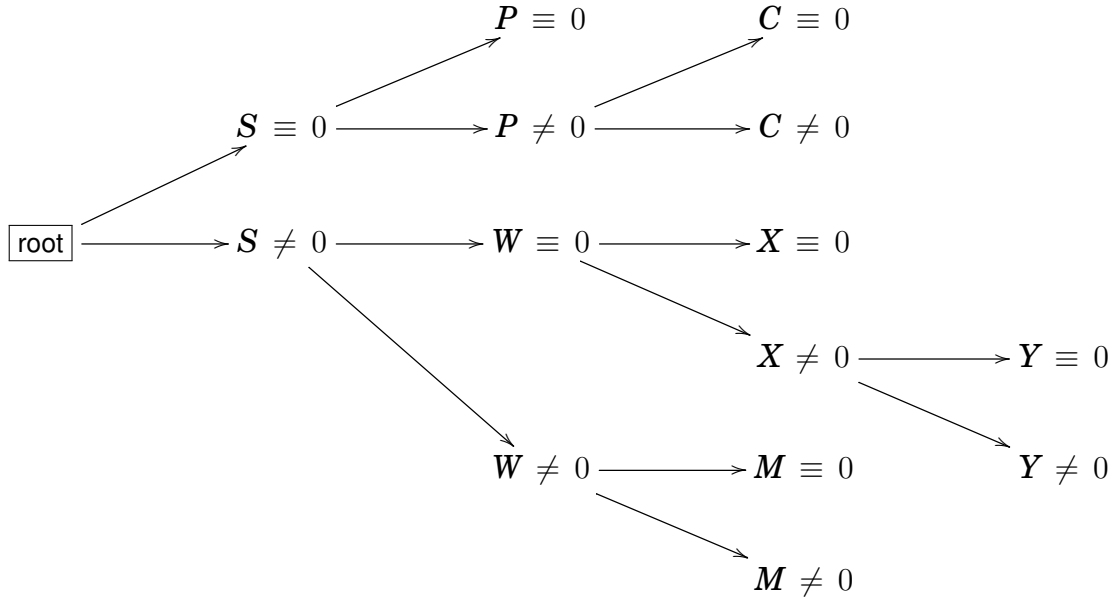 P ≡ 0 C ≡ 0
S ≡ 0 P ≠ 0 C ≠ 0
root S ≠ 0 W ≡ 0 X ≡ 0
X ≠ 0 Y ≡ 0
W ≠ 0 M ≡ 0 Y ≠ 0
M ≠ 0